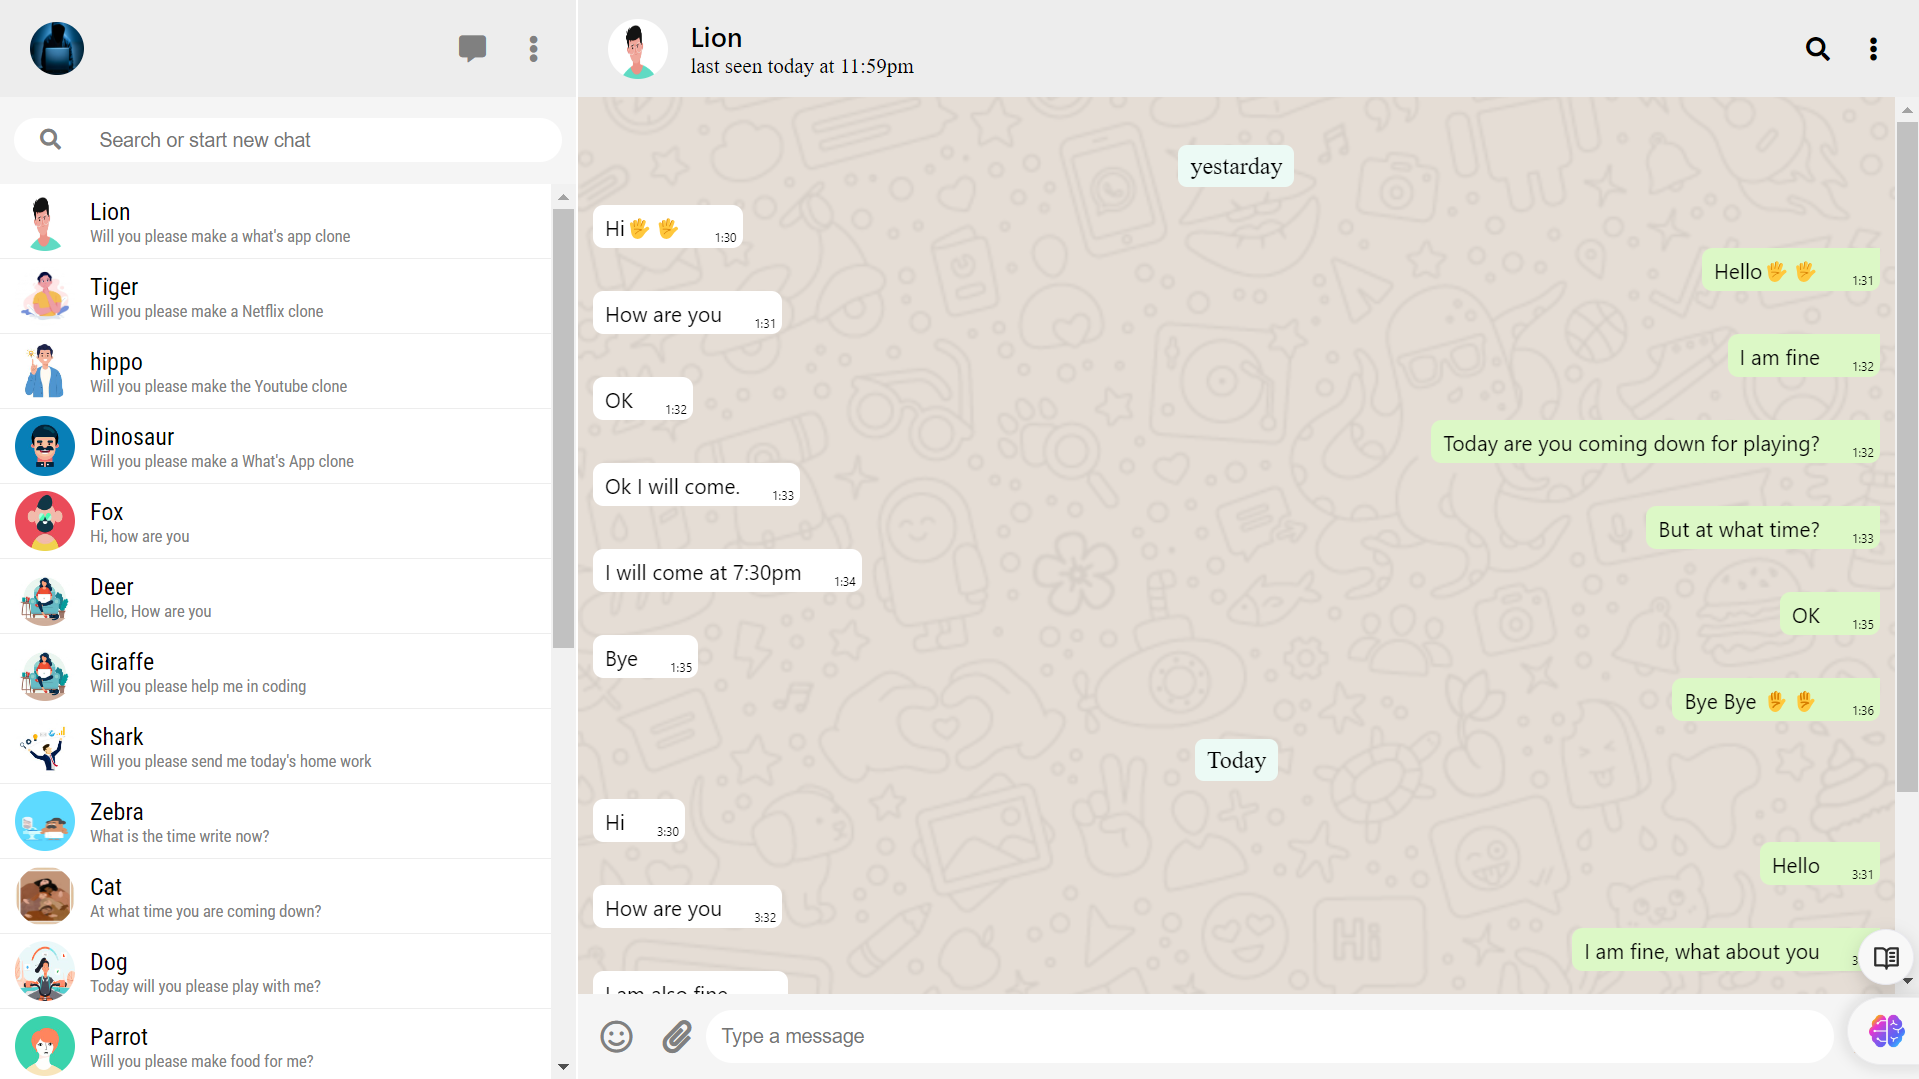 Search or start new chat
Lion
Will you please make a what's app clone
Tiger
Will you please make a Netflix clone
hippo
Will you please make the Youtube clone
Dinosaur
Will you please make a What's App clone
Fox
Hi, how are you
Deer
Hello, How are you
Giraffe
Will you please help me in coding
Shark
Will you please send me today's home work
Zebra
What is the time write now?
Cat
At what time you are coming down?
Dog
Today will you please play with me?
Parrot
Will you please make food for me?
Lion
last seen today at 11:59pm
yestarday
Hi🖐 🖐 1:30
Hello🖐 🖐 1:31
How are you 1:31
I am fine 1:32
OK 1:32
Today are you coming down for playing? 1:32
Ok I will come. 1:33
But at what time? 1:33
I will come at 7:30pm 1:34
OK 1:35
Bye 1:35
Bye Bye ✋ ✋ 1:36
Today
Hi 3:30
Hello 3:31
How are you 3:32
I am fine, what about you
I am also fine
Type a message